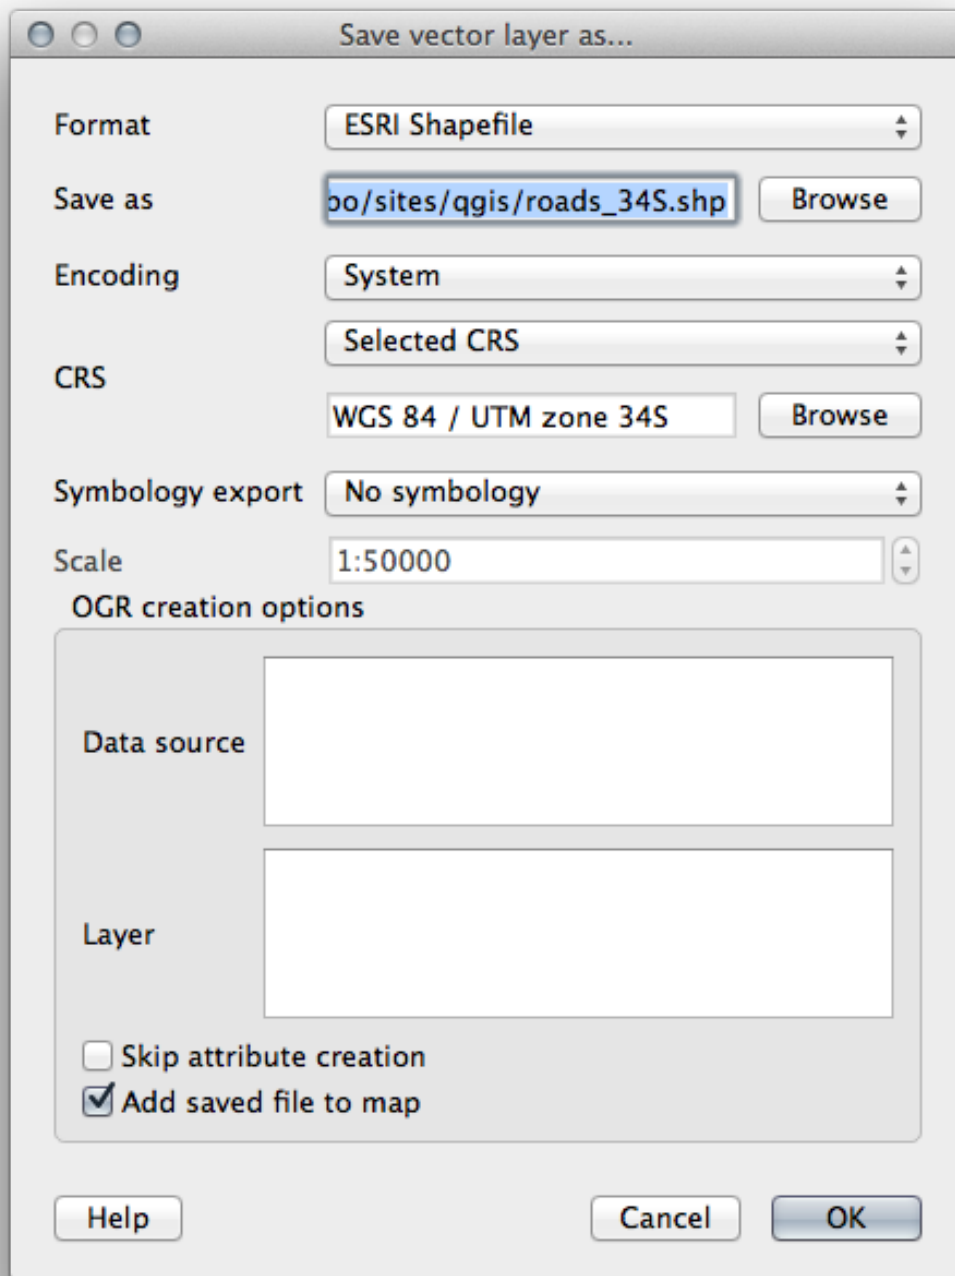 Save vector layer as...
Format ESRI Shapefile
Save as bo/sites/qgis/roads_34S.shp Browse
Encoding System
Selected CRS
CRS
WGS 84 / UTM zone 34S Browse
Symbology export No symbology
Scale 1:50000
OGR creation options
Data source
Layer
Skip attribute creation
Add saved file to map
Help Cancel OK